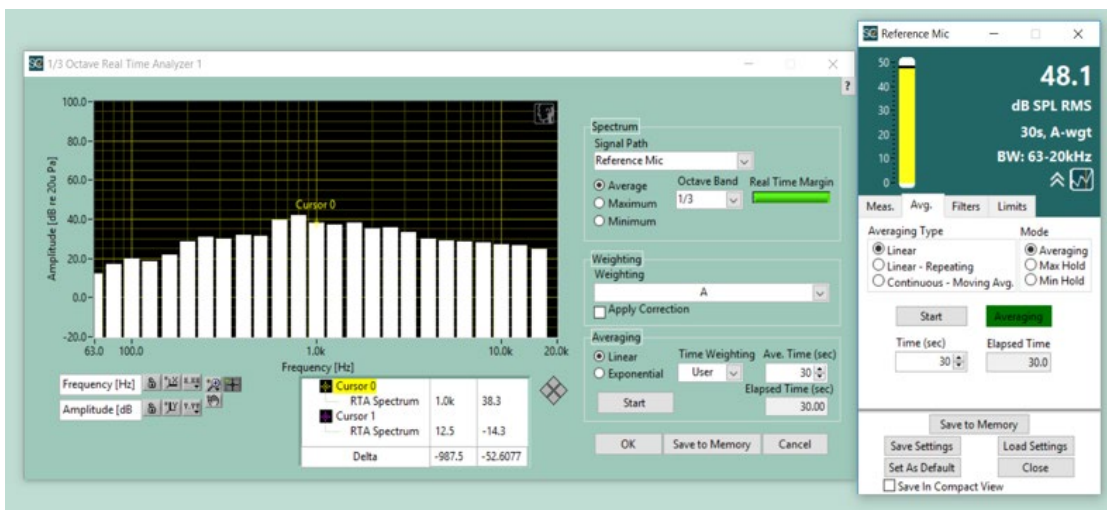 SC 1/3 Octave Real Time Analyzer 1
?
100.0
80.0
60.0
40.0
20.0
0.0
-20.0
Amplitude [dB re 20u Pa]
Cursor 0
63.0 100.0 1.0k 10.0k 20.0k
Frequency [Hz]
Frequency [Hz]
Amplitude [dB
Cursor 0
RTA Spectrum 1.0k 38.3
Cursor 1
RTA Spectrum 12.5 -14.3
Delta -987.5 -52.6077
Spectrum
Signal Path
Reference Mic
Average
Maximum
Minimum
Octave Band Real Time Margin
1/3
Weighting
Weighting
A
Apply Correction
Averaging
Linear
Exponential
Time Weighting Ave. Time (sec)
User 30
Elapsed Time (sec)
Start 30.00
OK Save to Memory Cancel
SC Reference Mic
50
40
30
20
10
0
48.1
dB SPL RMS
30s, A-wgt
BW: 63-20kHz
Meas. Avg. Filters Limits
Averaging Type Mode
Linear Averaging
Linear - Repeating Max Hold
Continuous - Moving Avg. Min Hold
Start Averaging
Time (sec) Elapsed Time
30 30.0
Save to Memory
Save Settings Load Settings
Set As Default Close
Save In Compact View